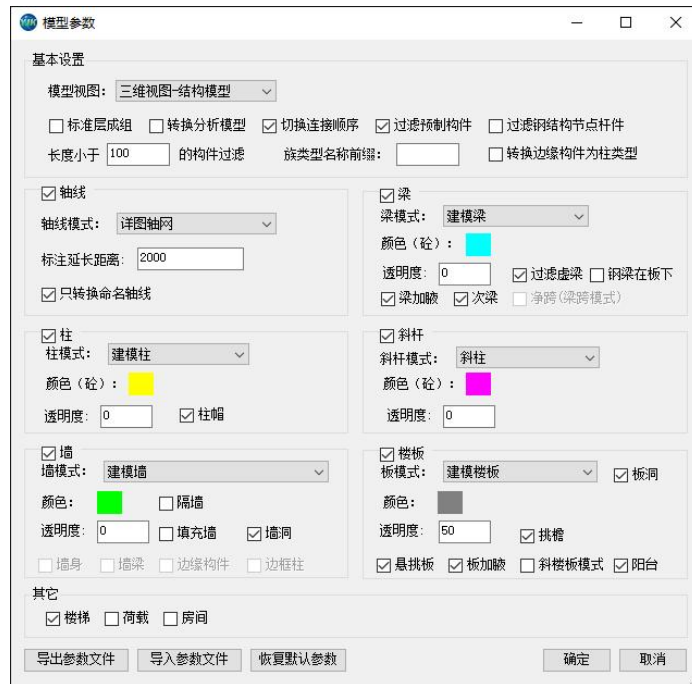 YJK 模型参数
基本设置
模型视图: 三维视图-结构模型
标准层成组 转换分析模型 切换连接顺序 过滤预制构件 过滤钢结构节点杆件
长度小于 100 的构件过滤 族类型名称前缀: 转换边缘构件为柱类型
轴线
轴线模式: 详图轴网
标注延长距离: 2000
只转换命名轴线
梁
梁模式: 建模梁
颜色(砼):
透明度: 0 过滤虚梁 钢梁在板下
梁加腋 次梁 净跨(梁跨模式)
柱
柱模式: 建模柱
颜色(砼):
透明度: 0 柱帽
斜杆
斜杆模式: 斜柱
颜色(砼):
透明度: 0
墙
墙模式: 建模墙
颜色: 隔墙
透明度: 0 填充墙 墙洞
墙身 墙梁 边缘构件 边框柱
楼板
板模式: 建模楼板 板洞
颜色:
透明度: 50 挑檐
悬挑板 板加腋 斜楼板模式 阳台
其它
楼梯 荷载 房间
导出参数文件 导入参数文件 恢复默认参数 确定 取消